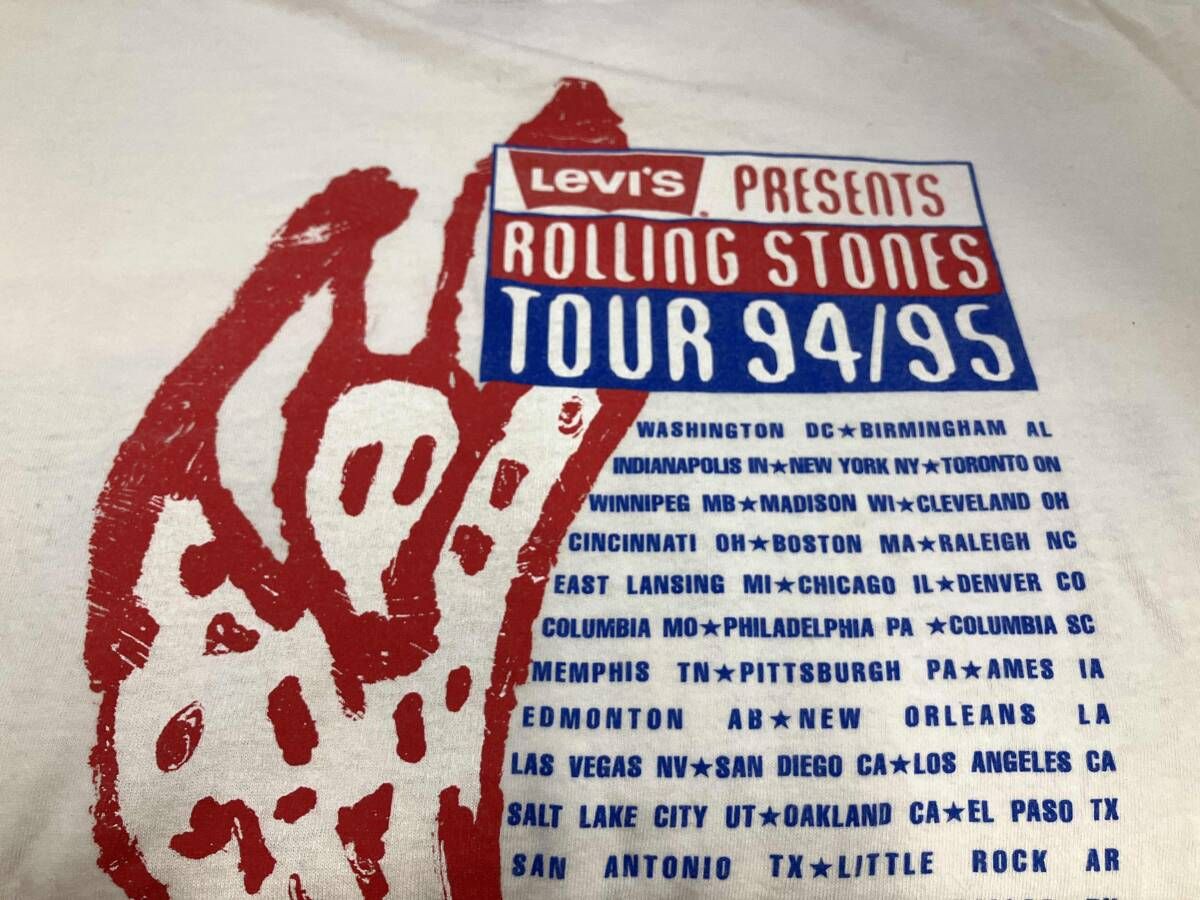 Levi's PRESENTS
ROLLING STONES
TOUR 94/95
WASHINGTON DC★BIRMINGHAM AL
INDIANAPOLIS IN★NEW YORK NY★TORONTO ON
WINNIPEG MB★MADISON WI★CLEVELAND OH
CINCINNATI OH★BOSTON MA★RALEIGH NC
EAST LANSING MI★CHICAGO IL★DENVER CO
COLUMBIA MO★PHILADELPHIA PA ★COLUMBIA SC
MEMPHIS TN★PITTSBURGH PA★AMES IA
EDMONTON AB★NEW ORLEANS LA
LAS VEGAS NV★SAN DIEGO CA★LOS ANGELES CA
SALT LAKE CITY UT★OAKLAND CA★EL PASO TX
SAN ANTONIO TX★LITTLE ROCK AR